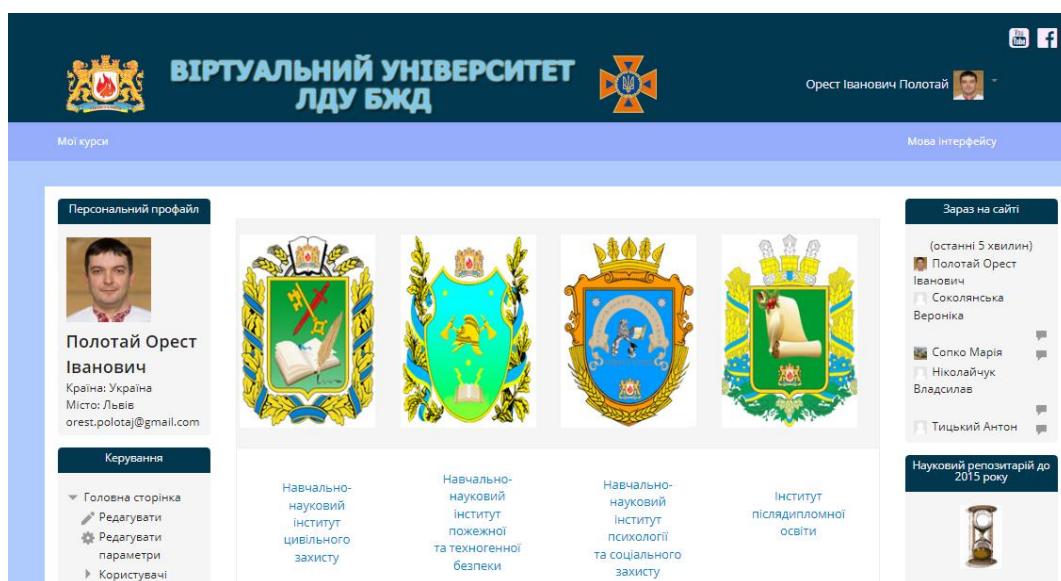 You
Tube
f
ВІРТУАЛЬНИЙ УНІВЕРСИТЕТ
ЛДУ БЖД
Орест Іванович Полотай
Мої курси
Мова інтерфейсу
Персональний профайл
Полотай Орест
Іванович
Країна: Україна
Місто: Львів
orest.polotaj@gmail.com
Керування
Головна сторінка
Редагувати
Редагувати
параметри
Користувачі
Навчально-
науковий
інститут
цивільного
захисту
Навчально-
науковий
інститут
пожежної
та техногенної
безпеки
Навчально-
науковий
інститут
психології
та соціального
захисту
Інститут
післядипломної
освіти
Зараз на сайті
(останні 5 хвилин)
Полотай Орест
Іванович
Соколянська
Вероніка
Сопко Марія
Ніколайчук
Владсилав
Тицький Антон
Науковий репозитарій до
2015 року